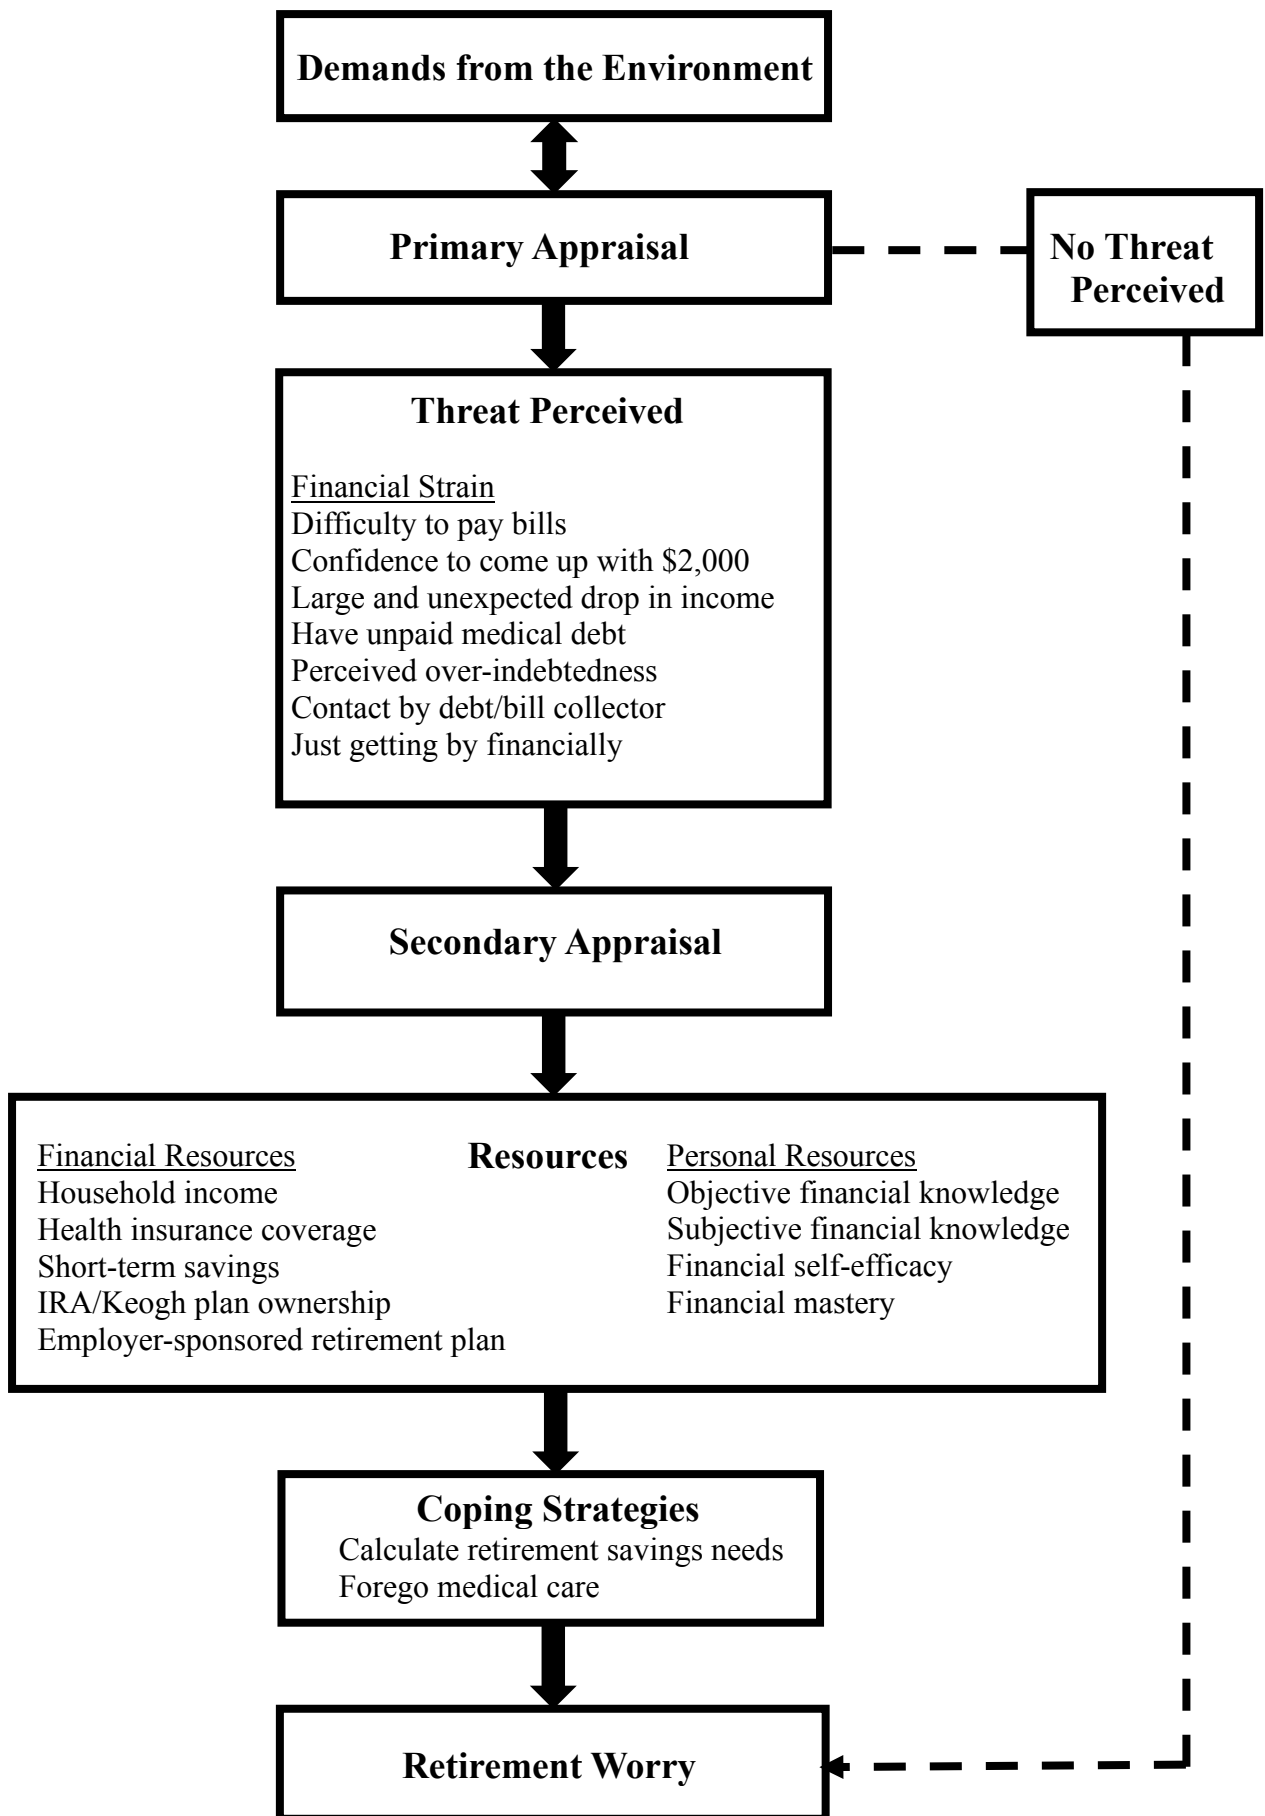 Demands from the Environment
Primary Appraisal
No Threat
Perceived
Threat Perceived
Financial Strain
Difficulty to pay bills
Confidence to come up with $2,000
Large and unexpected drop in income
Have unpaid medical debt
Perceived over-indebtedness
Contact by debt/bill collector
Just getting by financially
Secondary Appraisal
Resources
Financial Resources
Household income
Health insurance coverage
Short-term savings
IRA/Keogh plan ownership
Employer-sponsored retirement plan
Personal Resources
Objective financial knowledge
Subjective financial knowledge
Financial self-efficacy
Financial mastery
Coping Strategies
Calculate retirement savings needs
Forego medical care
Retirement Worry